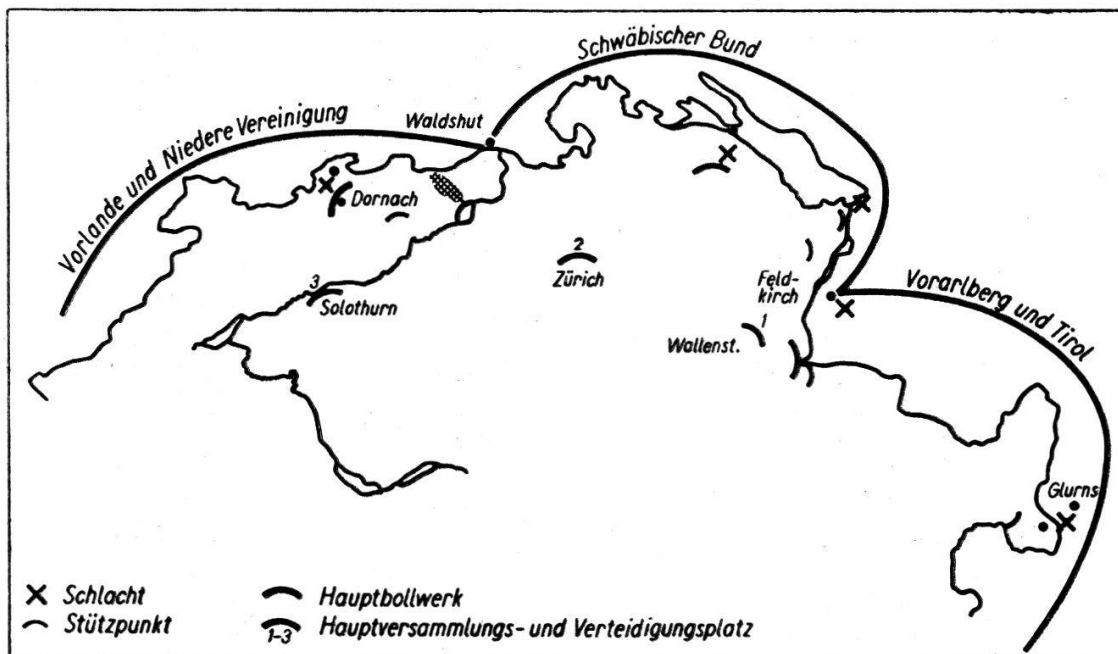 Schwäbischer Bund
Vorlande und Niedere Vereinigung
Waldshut
Dornach
2
Zürich
3
Solothurn
Feld-
kirch
1
Wallenst.
Vorarlberg und Tirol
Glurns
Schlacht
Stützpunkt
Hauptbollwerk
1-3 Hauptversammlungs- und Verteidigungsplatz